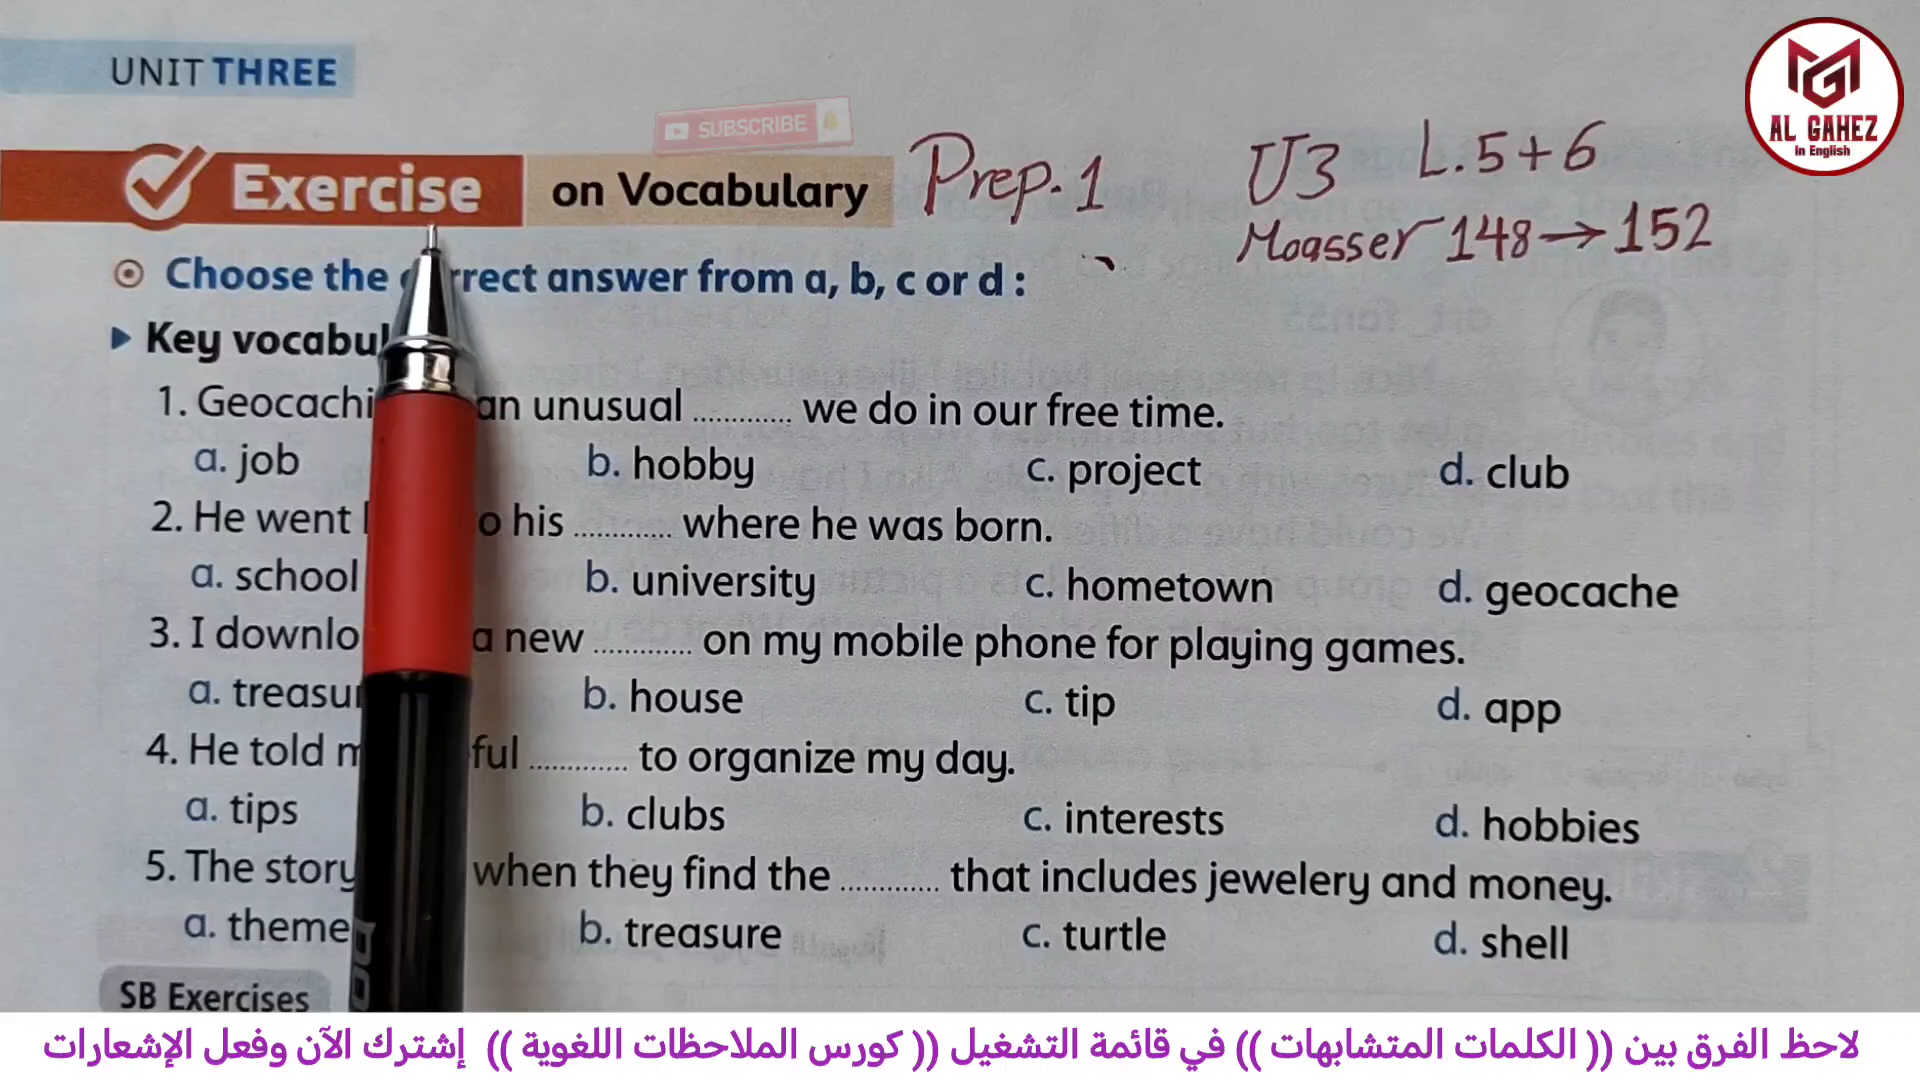 UNIT THREE
SUBSCRIBE
Exercise on Vocabulary
Prep. 1 U3 L.5+6
Moasser 148→152
AL GAHEZ
In English
Choose the correct answer from a, b, c or d :
Key vocabul
1. Geocachi an unusual ............ we do in our free time.
a. job b. hobby c. project d. club
2. He went o his ............ where he was born.
a. school b. university c. hometown d. geocache
3. I downlo a new ............ on my mobile phone for playing games.
a. treasu b. house c. tip d. app
4. He told m ful ............ to organize my day.
a. tips b. clubs c. interests d. hobbies
5. The story when they find the ............ that includes jewelery and money.
a. theme b. treasure c. turtle d. shell
SB Exercises
لاحظ الفرق بين (( الكلمات المتشابهات )) في قائمة التشغيل (( كورس الملاحظات اللغوية )) إشترك الآن وفعل الإشعارات